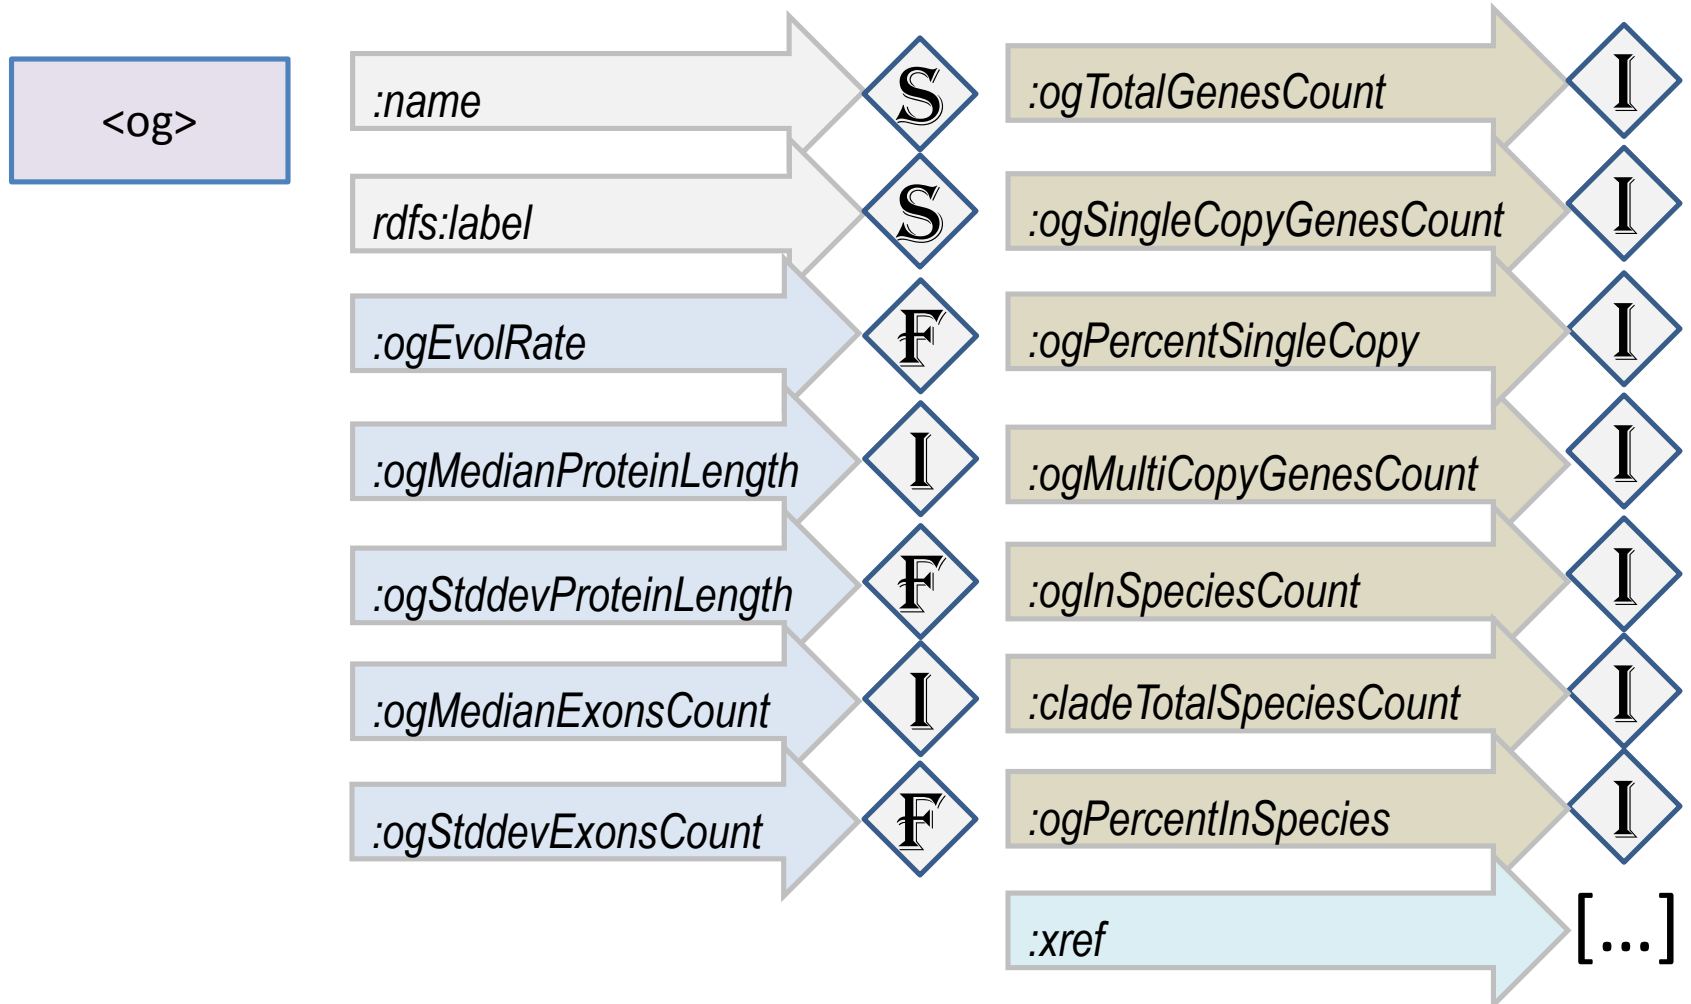 <og>
:name S
rdfs:label S
:ogEvolRate F
:ogMedianProteinLength I
:ogStddevProteinLength F
:ogMedianExonsCount I
:ogStddevExonsCount F
:ogTotalGenesCount I
:ogSingleCopyGenesCount I
:ogPercentSingleCopy I
:ogMultiCopyGenesCount I
:ogInSpeciesCount I
:cladeTotalSpeciesCount I
:ogPercentInSpecies I
:xref [...]